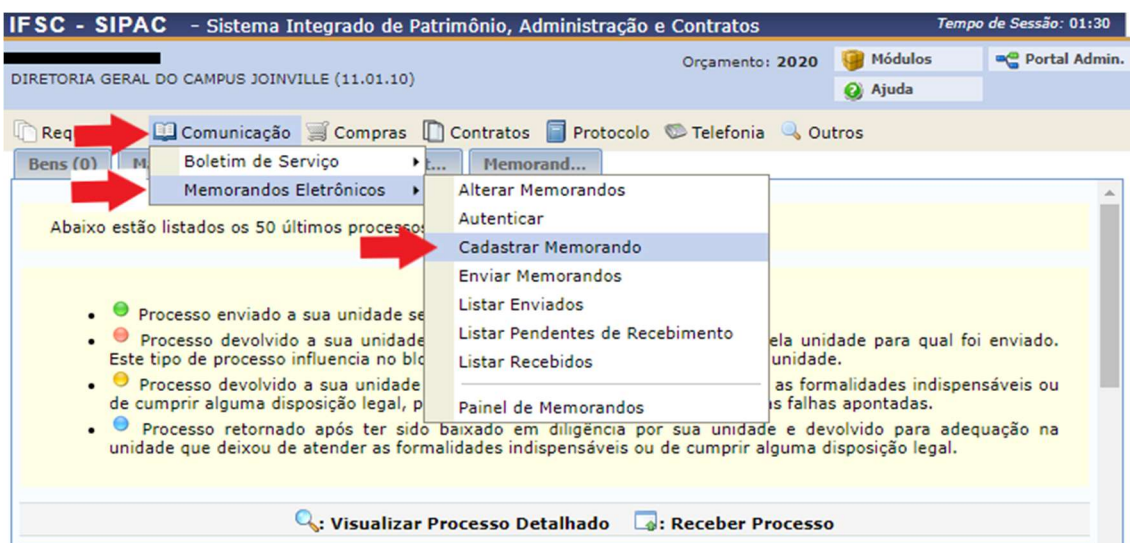 IFSC - SIPAC - Sistema Integrado de Patrimônio, Administração e Contratos Tempo de Sessão: 01:30
Orçamento: 2020 Módulos Portal Admin.
DIRETORIA GERAL DO CAMPUS JOINVILLE (11.01.10)
Ajuda
Req Comunicação Compras Contratos Protocolo Telefonia Outros
Bens (0) M t... Memorand...
Boletim de Serviço
Memorandos Eletrônicos
Alterar Memorandos
Autenticar
Cadastrar Memorando
Enviar Memorandos
Listar Enviados
Listar Pendentes de Recebimento
Listar Recebidos
Painel de Memorandos
Abaixo estão listados os 50 últimos processos
Processo enviado a sua unidade se
Processo devolvido a sua unidade ela unidade para qual foi enviado.
Este tipo de processo influencia no blo unidade.
Processo devolvido a sua unidade as formalidades indispensáveis ou
de cumprir alguma disposição legal, p s falhas apontadas.
Processo retornado após ter sido baixado em diligência por sua unidade e devolvido para adequação na
unidade que deixou de atender as formalidades indispensáveis ou de cumprir alguma disposição legal.
: Visualizar Processo Detalhado : Receber Processo